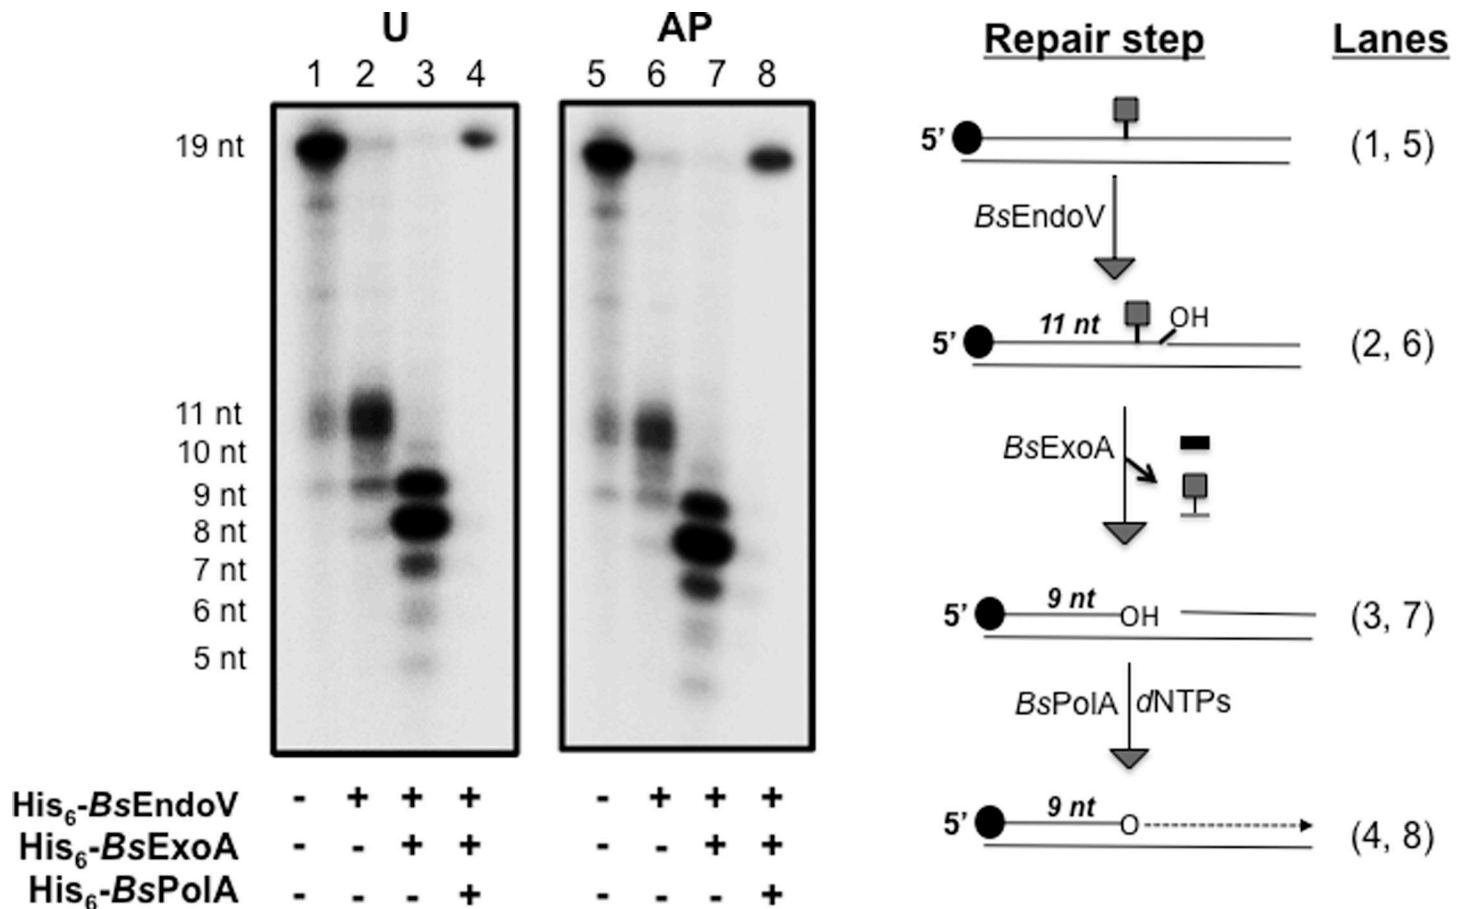 U AP
1 2 3 4 5 6 7 8
19 nt
11 nt
10 nt
9 nt
8 nt
7 nt
6 nt
5 nt
His6-BsEndoV - + + + - + + +
His6-BsExoA - - + + - - + +
His6-BsPolA - - - + - - - +
Repair step Lanes
5’ (1, 5)
BsEndoV
11 nt OH
5’ (2, 6)
BsExoA
9 nt
5’ OH (3, 7)
BsPolA dNTPs
9 nt
5’ O (4, 8)